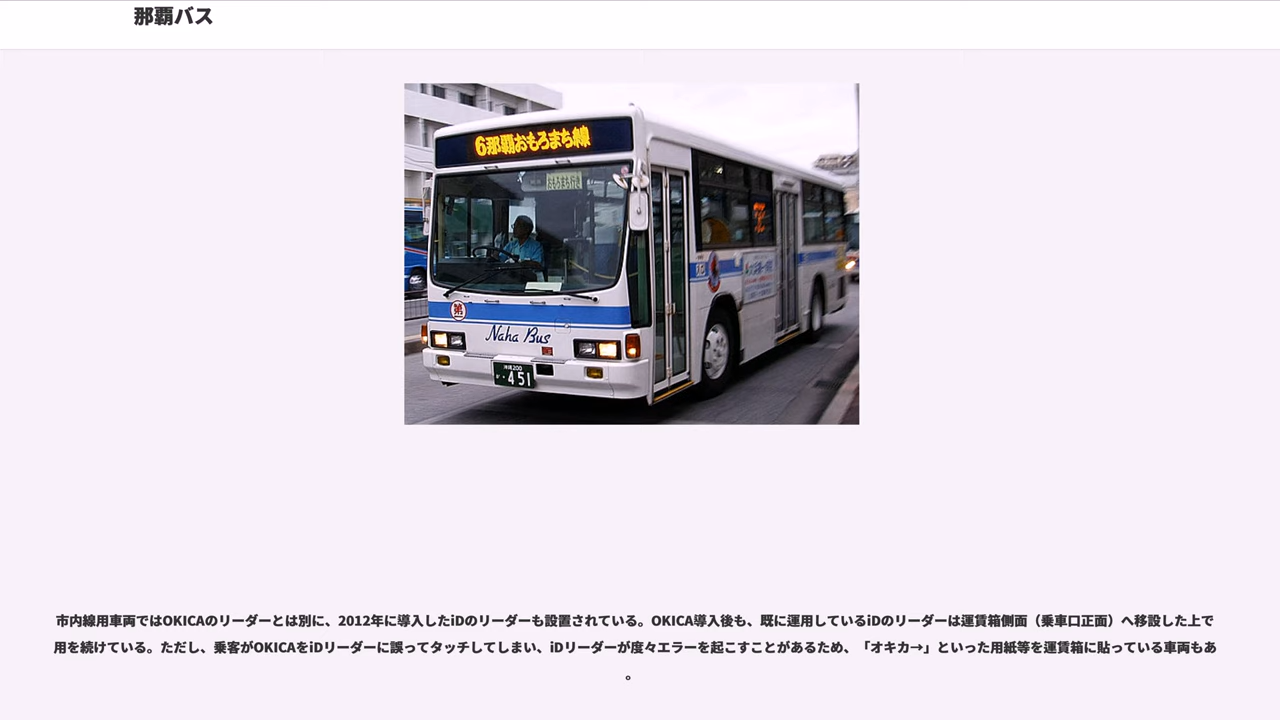 那覇バス
6那覇おもろまち線
第
Naha Bus
沖縄200
451
市内線用車両ではOKICAのリーダーとは別に、2012年に導入したiDのリーダーも設置されている。OKICA導入後も、既に運用しているiDのリーダーは運賃箱側面（乗車口正面）へ移設した上で
用を続けている。ただし、乗客がOKICAをiDリーダーに誤ってタッチしてしまい、iDリーダーが度々エラーを起こすことがあるため、「オキカ→」といった用紙等を運賃箱に貼っている車両もあ
。